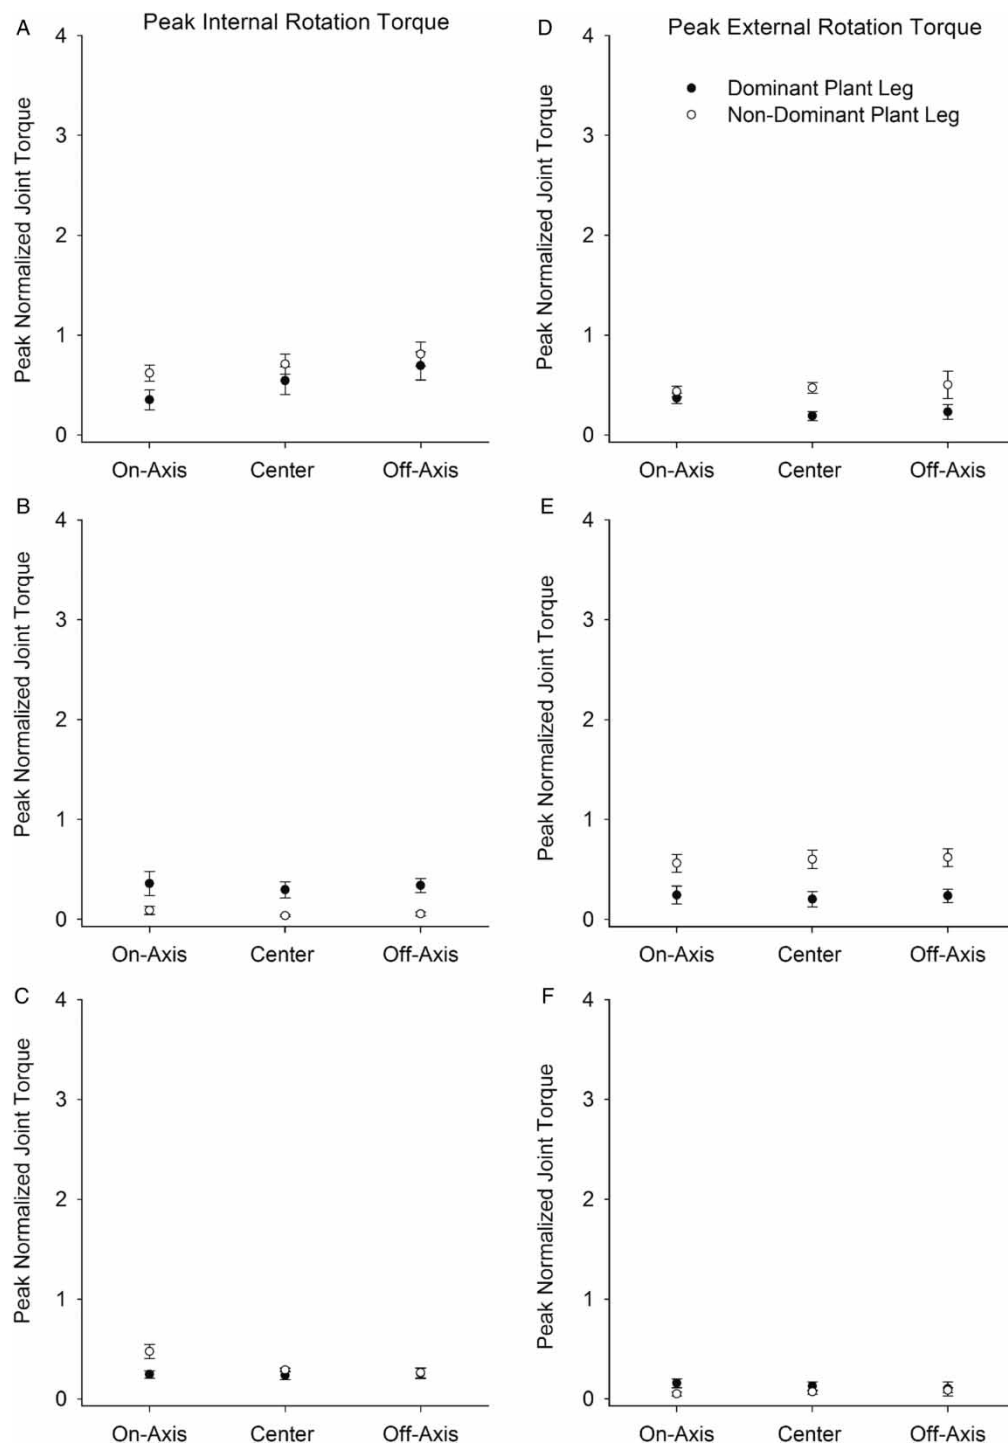 A
Peak Internal Rotation Torque
Peak Normalized Joint Torque
4
3
2
1
0
On-Axis Center Off-Axis
D
Peak External Rotation Torque
Dominant Plant Leg
Non-Dominant Plant Leg
Peak Normalized Joint Torque
4
3
2
1
0
On-Axis Center Off-Axis
B
Peak Normalized Joint Torque
4
3
2
1
0
On-Axis Center Off-Axis
E
Peak Normalized Joint Torque
4
3
2
1
0
On-Axis Center Off-Axis
C
Peak Normalized Joint Torque
4
3
2
1
0
On-Axis Center Off-Axis
F
Peak Normalized Joint Torque
4
3
2
1
0
On-Axis Center Off-Axis